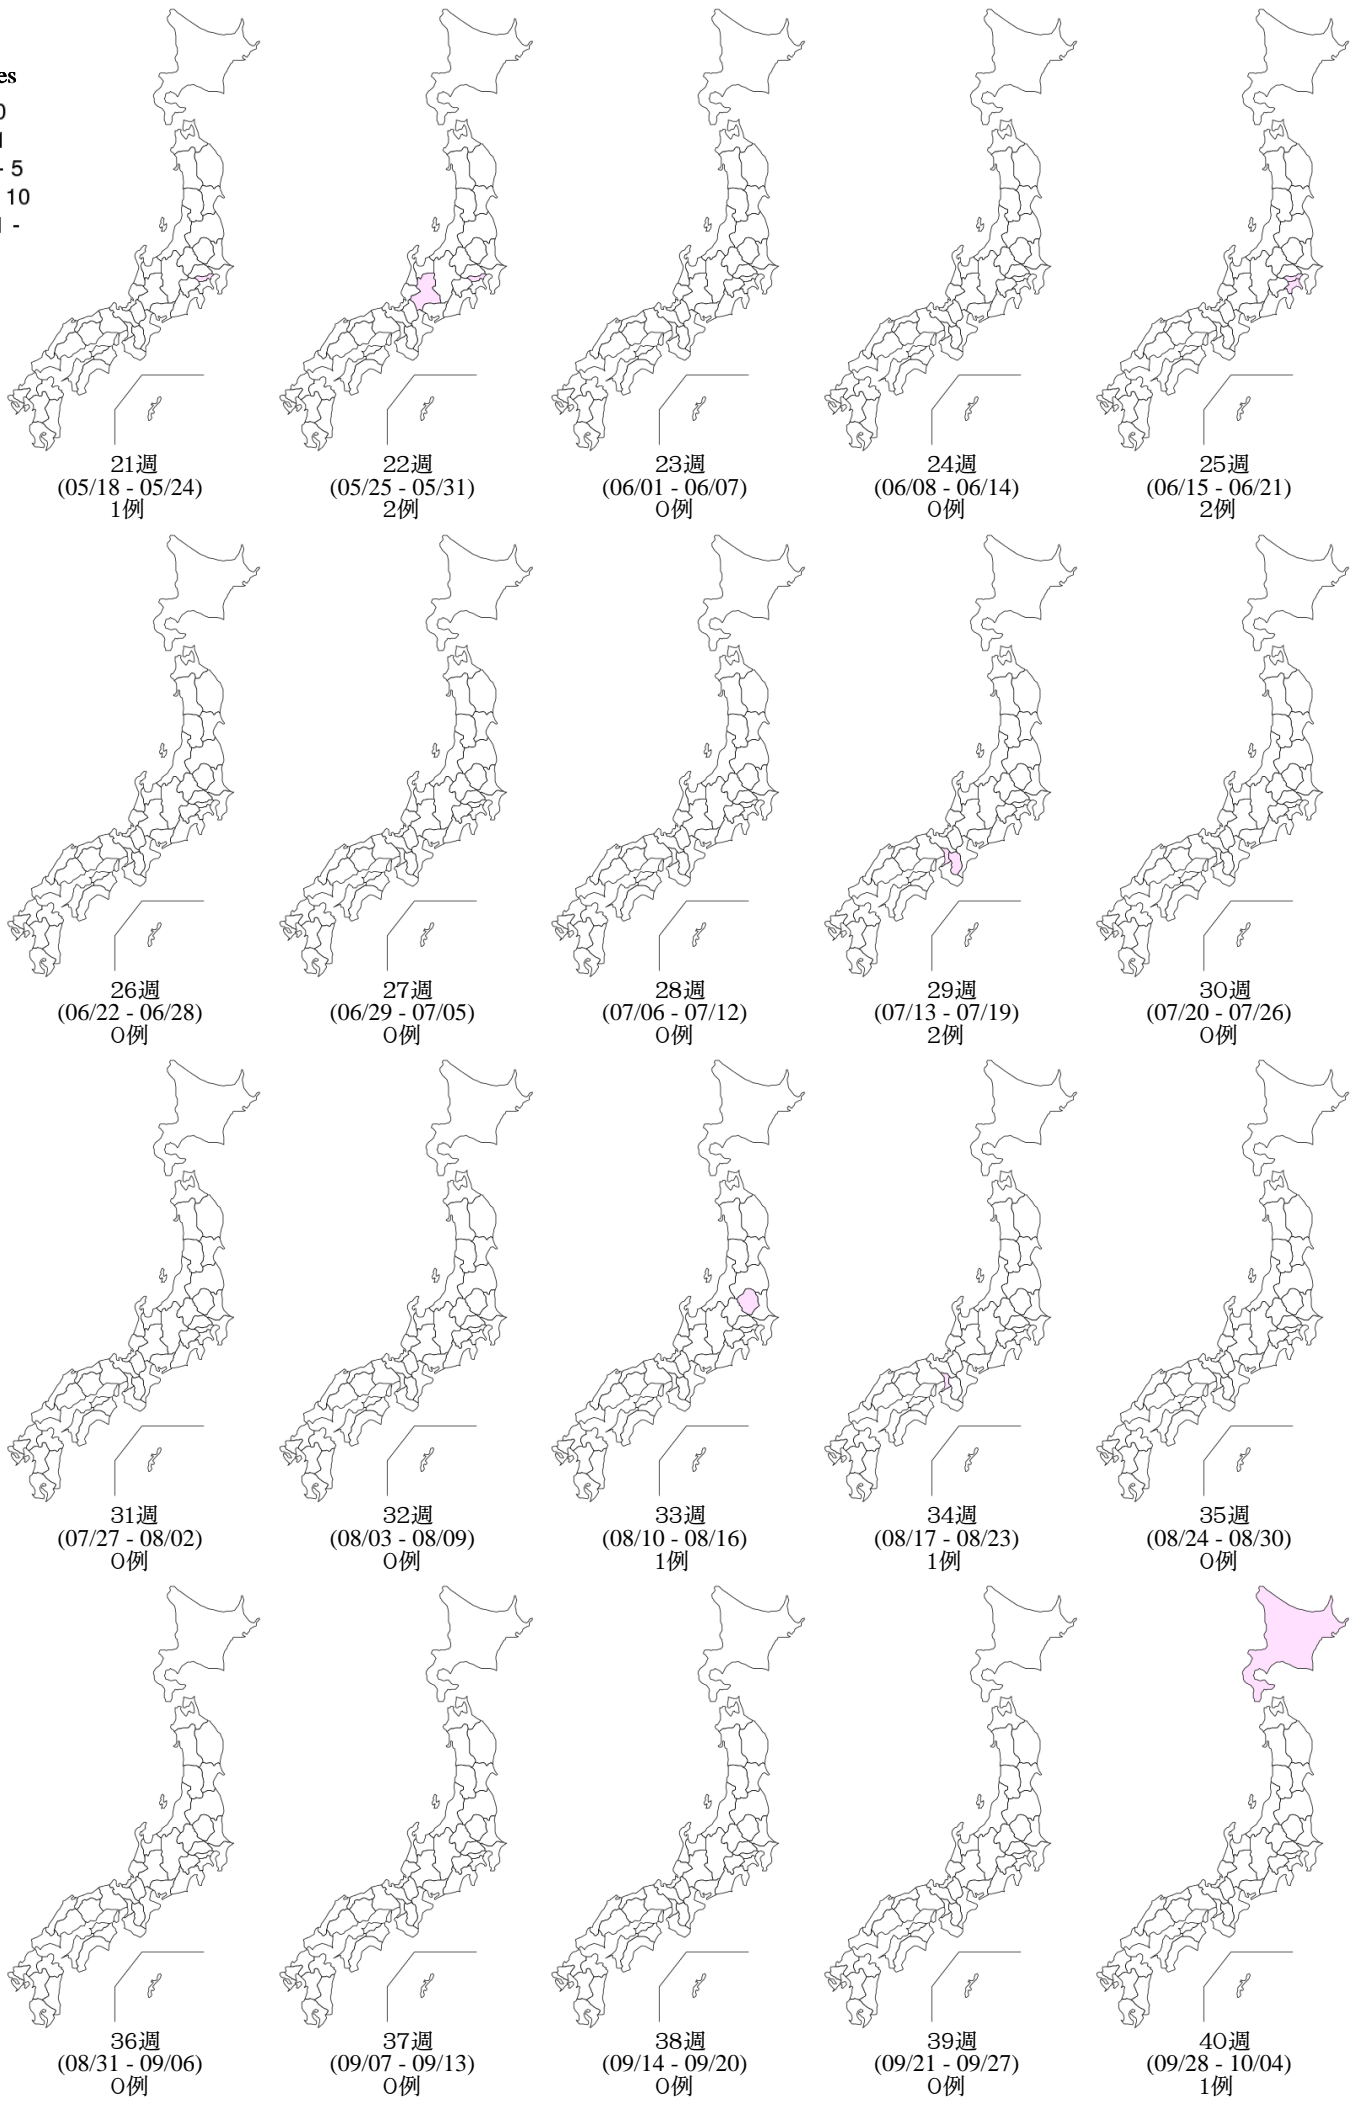 es
0
- 5
10
-
21週
(05/18 - 05/24)
1例
22週
(05/25 - 05/31)
2例
23週
(06/01 - 06/07)
0例
24週
(06/08 - 06/14)
0例
25週
(06/15 - 06/21)
2例
26週
(06/22 - 06/28)
0例
27週
(06/29 - 07/05)
0例
28週
(07/06 - 07/12)
0例
29週
(07/13 - 07/19)
2例
30週
(07/20 - 07/26)
0例
31週
(07/27 - 08/02)
0例
32週
(08/03 - 08/09)
0例
33週
(08/10 - 08/16)
1例
34週
(08/17 - 08/23)
1例
35週
(08/24 - 08/30)
0例
36週
(08/31 - 09/06)
0例
37週
(09/07 - 09/13)
0例
38週
(09/14 - 09/20)
0例
39週
(09/21 - 09/27)
0例
40週
(09/28 - 10/04)
1例